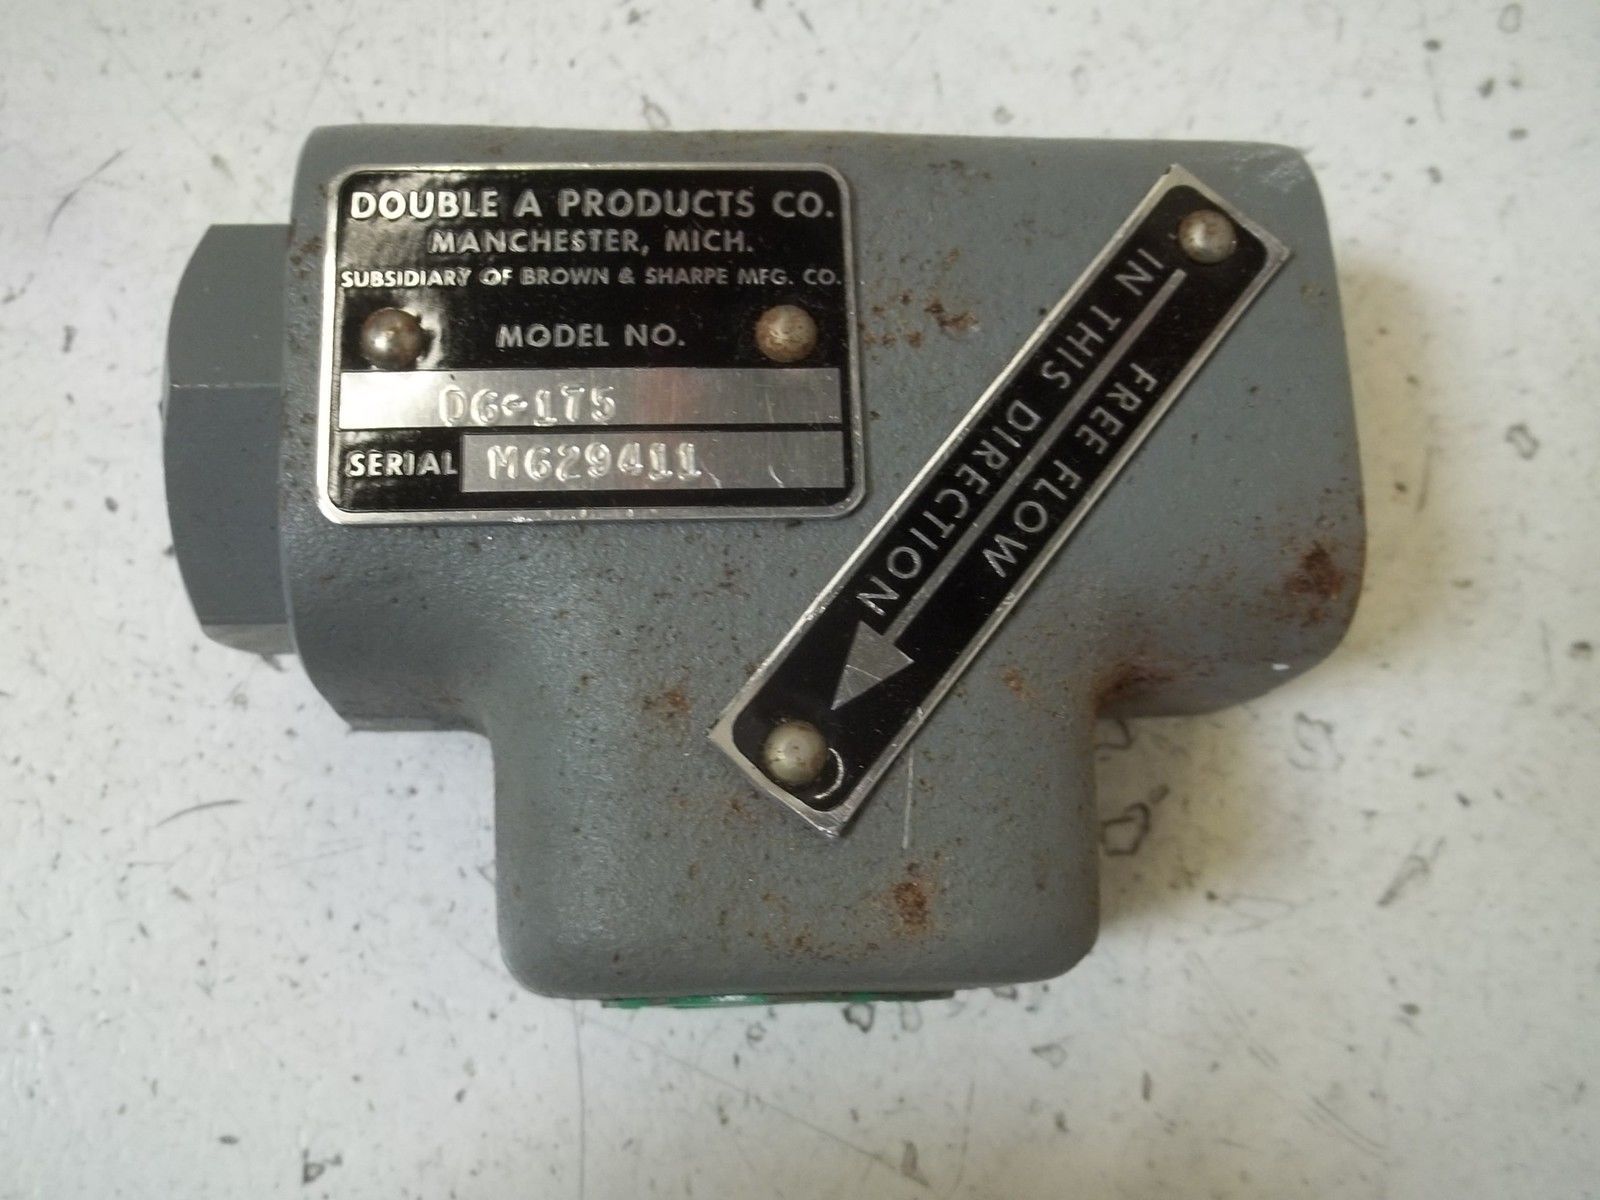 DOUBLE A PRODUCTS CO.
MANCHESTER, MICH.
SUBSIDIARY OF BROWN & SHARPE MFG. CO.
MODEL NO.
DG-175
SERIAL M629411
FREE FLOW
IN THIS DIRECTION